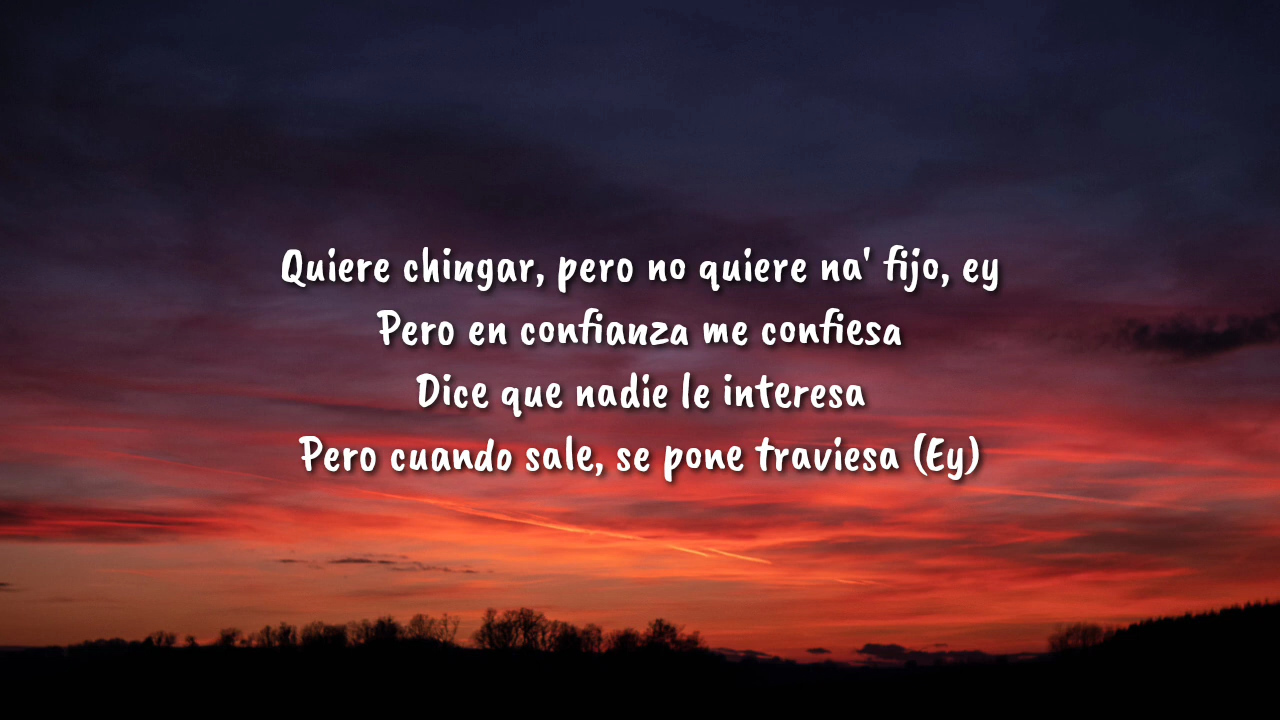 Quiere chingar, pero no quiere na' fijo, ey
Pero en confianza me confiesa
Dice que nadie le interesa
Pero cuando sale, se pone traviesa (Ey)